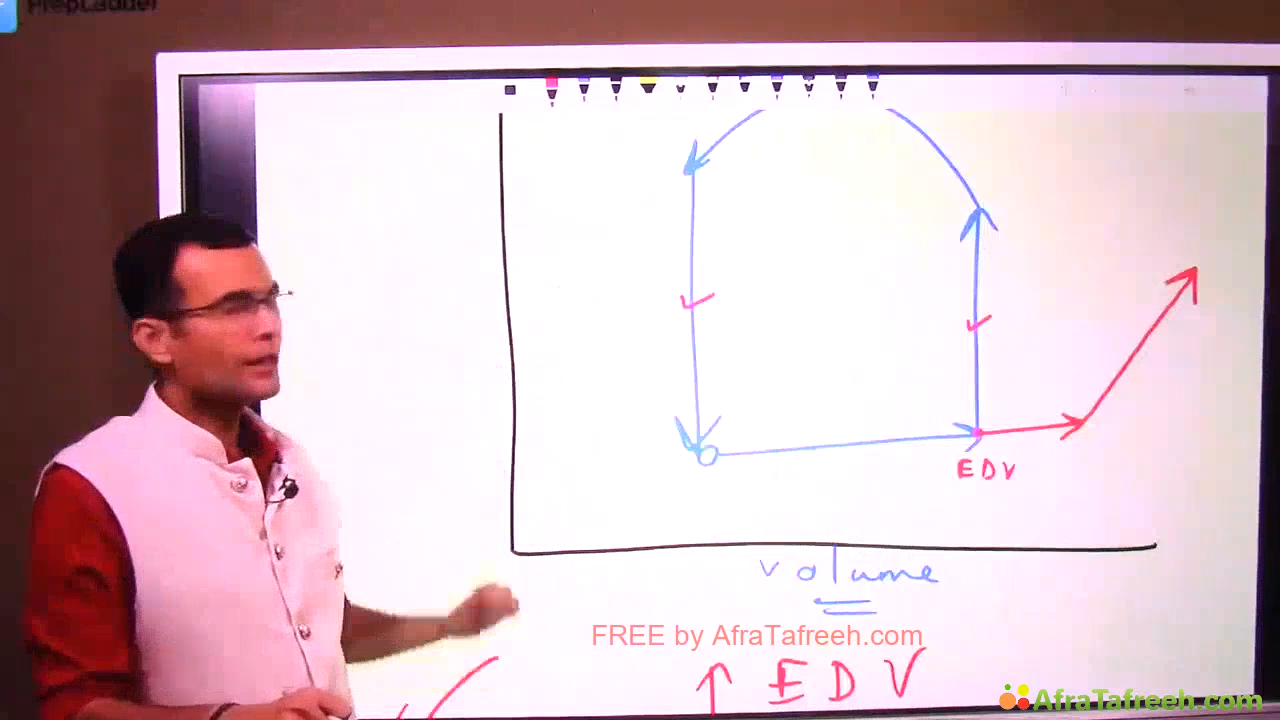 PrepLadder
EDV
volume
FREE by AfraTafreeh.com
↑ EDV
AfraTafreeh.com